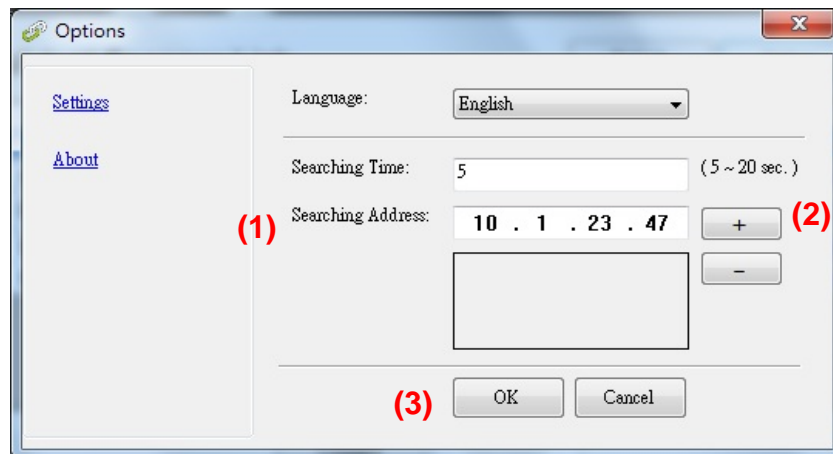 Options
Settings
About
Language: English
Searching Time: 5 ( 5 ~ 20 sec. )
(1) Searching Address: 10 . 1 . 23 . 47 + (2)
−
(3) OK Cancel